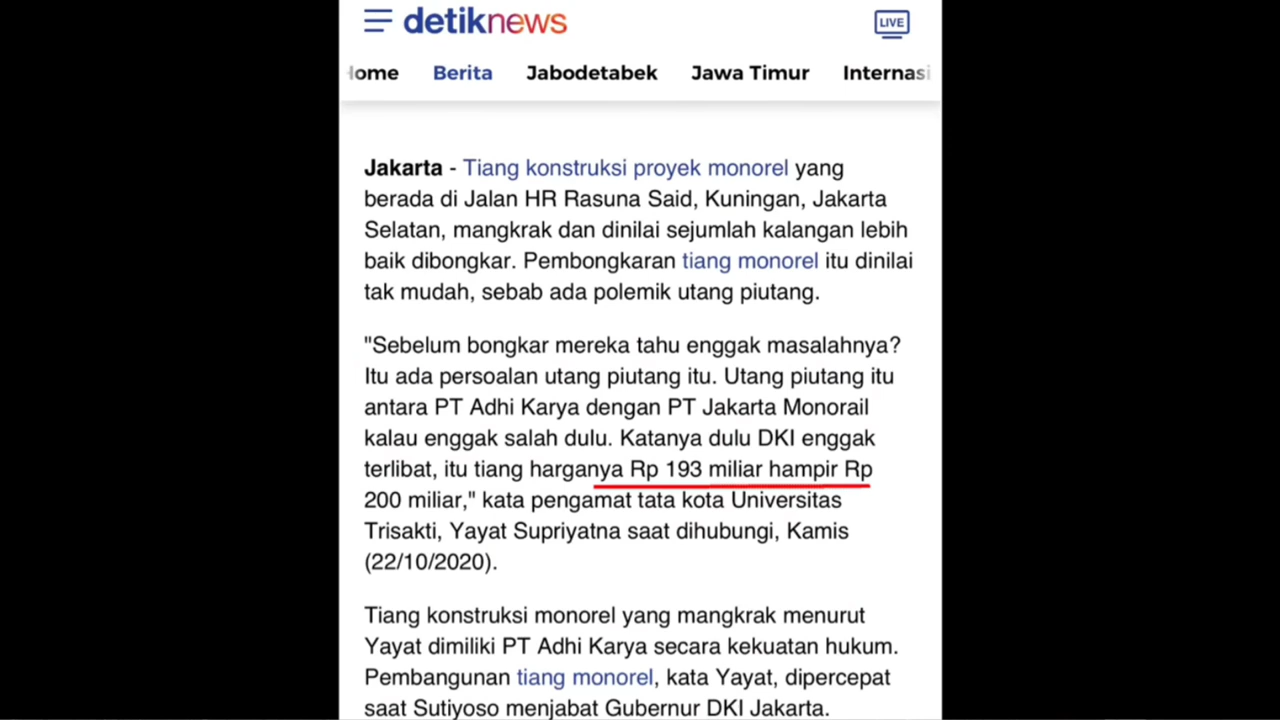 detiknews
LIVE
Home Berita Jabodetabek Jawa Timur Internasi
Jakarta - Tiang konstruksi proyek monorel yang
berada di Jalan HR Rasuna Said, Kuningan, Jakarta
Selatan, mangkrak dan dinilai sejumlah kalangan lebih
baik dibongkar. Pembongkaran tiang monorel itu dinilai
tak mudah, sebab ada polemik utang piutang.
"Sebelum bongkar mereka tahu enggak masalahnya?
Itu ada persoalan utang piutang itu. Utang piutang itu
antara PT Adhi Karya dengan PT Jakarta Monorail
kalau enggak salah dulu. Katanya dulu DKI enggak
terlibat, itu tiang harganya Rp 193 miliar hampir Rp
200 miliar," kata pengamat tata kota Universitas
Trisakti, Yayat Supriyatna saat dihubungi, Kamis
(22/10/2020).
Tiang konstruksi monorel yang mangkrak menurut
Yayat dimiliki PT Adhi Karya secara kekuatan hukum.
Pembangunan tiang monorel, kata Yayat, dipercepat
saat Sutiyoso menjabat Gubernur DKI Jakarta.